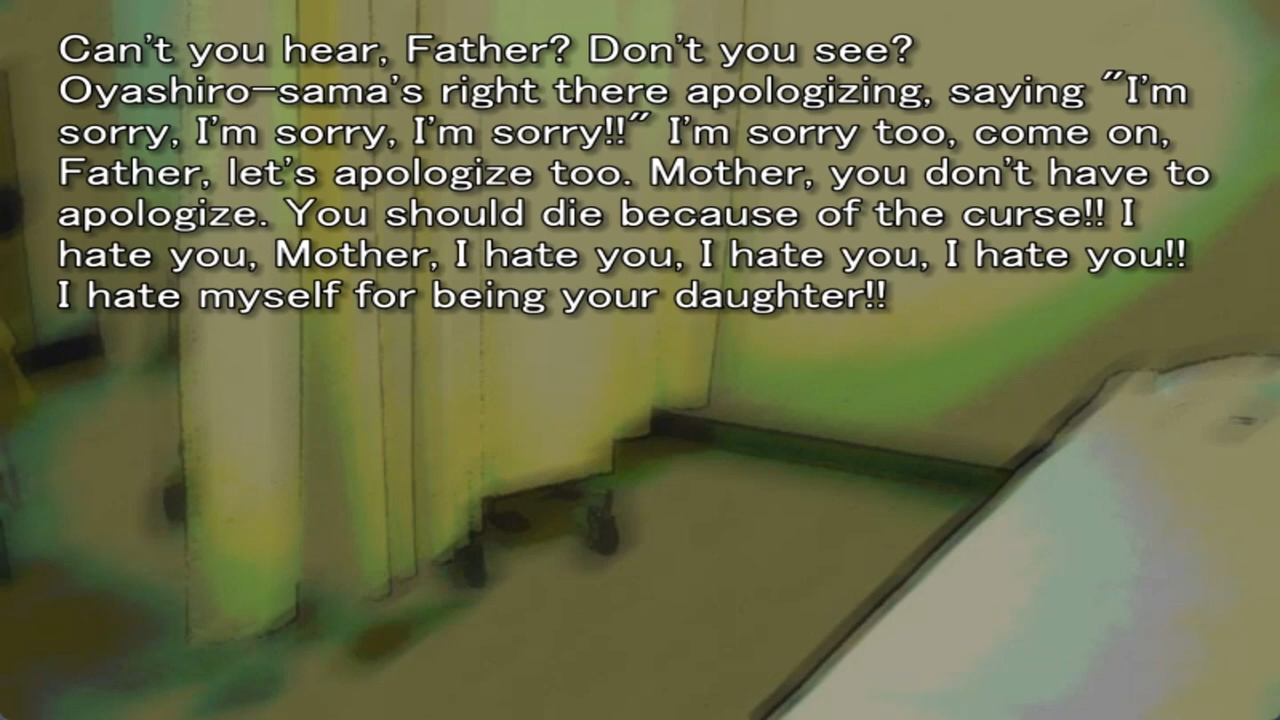 Can't you hear, Father? Don't you see?
Oyashiro-sama's right there apologizing, saying "I'm
sorry, I'm sorry, I'm sorry!!" I'm sorry too, come on,
Father, let's apologize too. Mother, you don't have to
apologize. You should die because of the curse!! I
hate you, Mother, I hate you, I hate you, I hate you!!
I hate myself for being your daughter!!